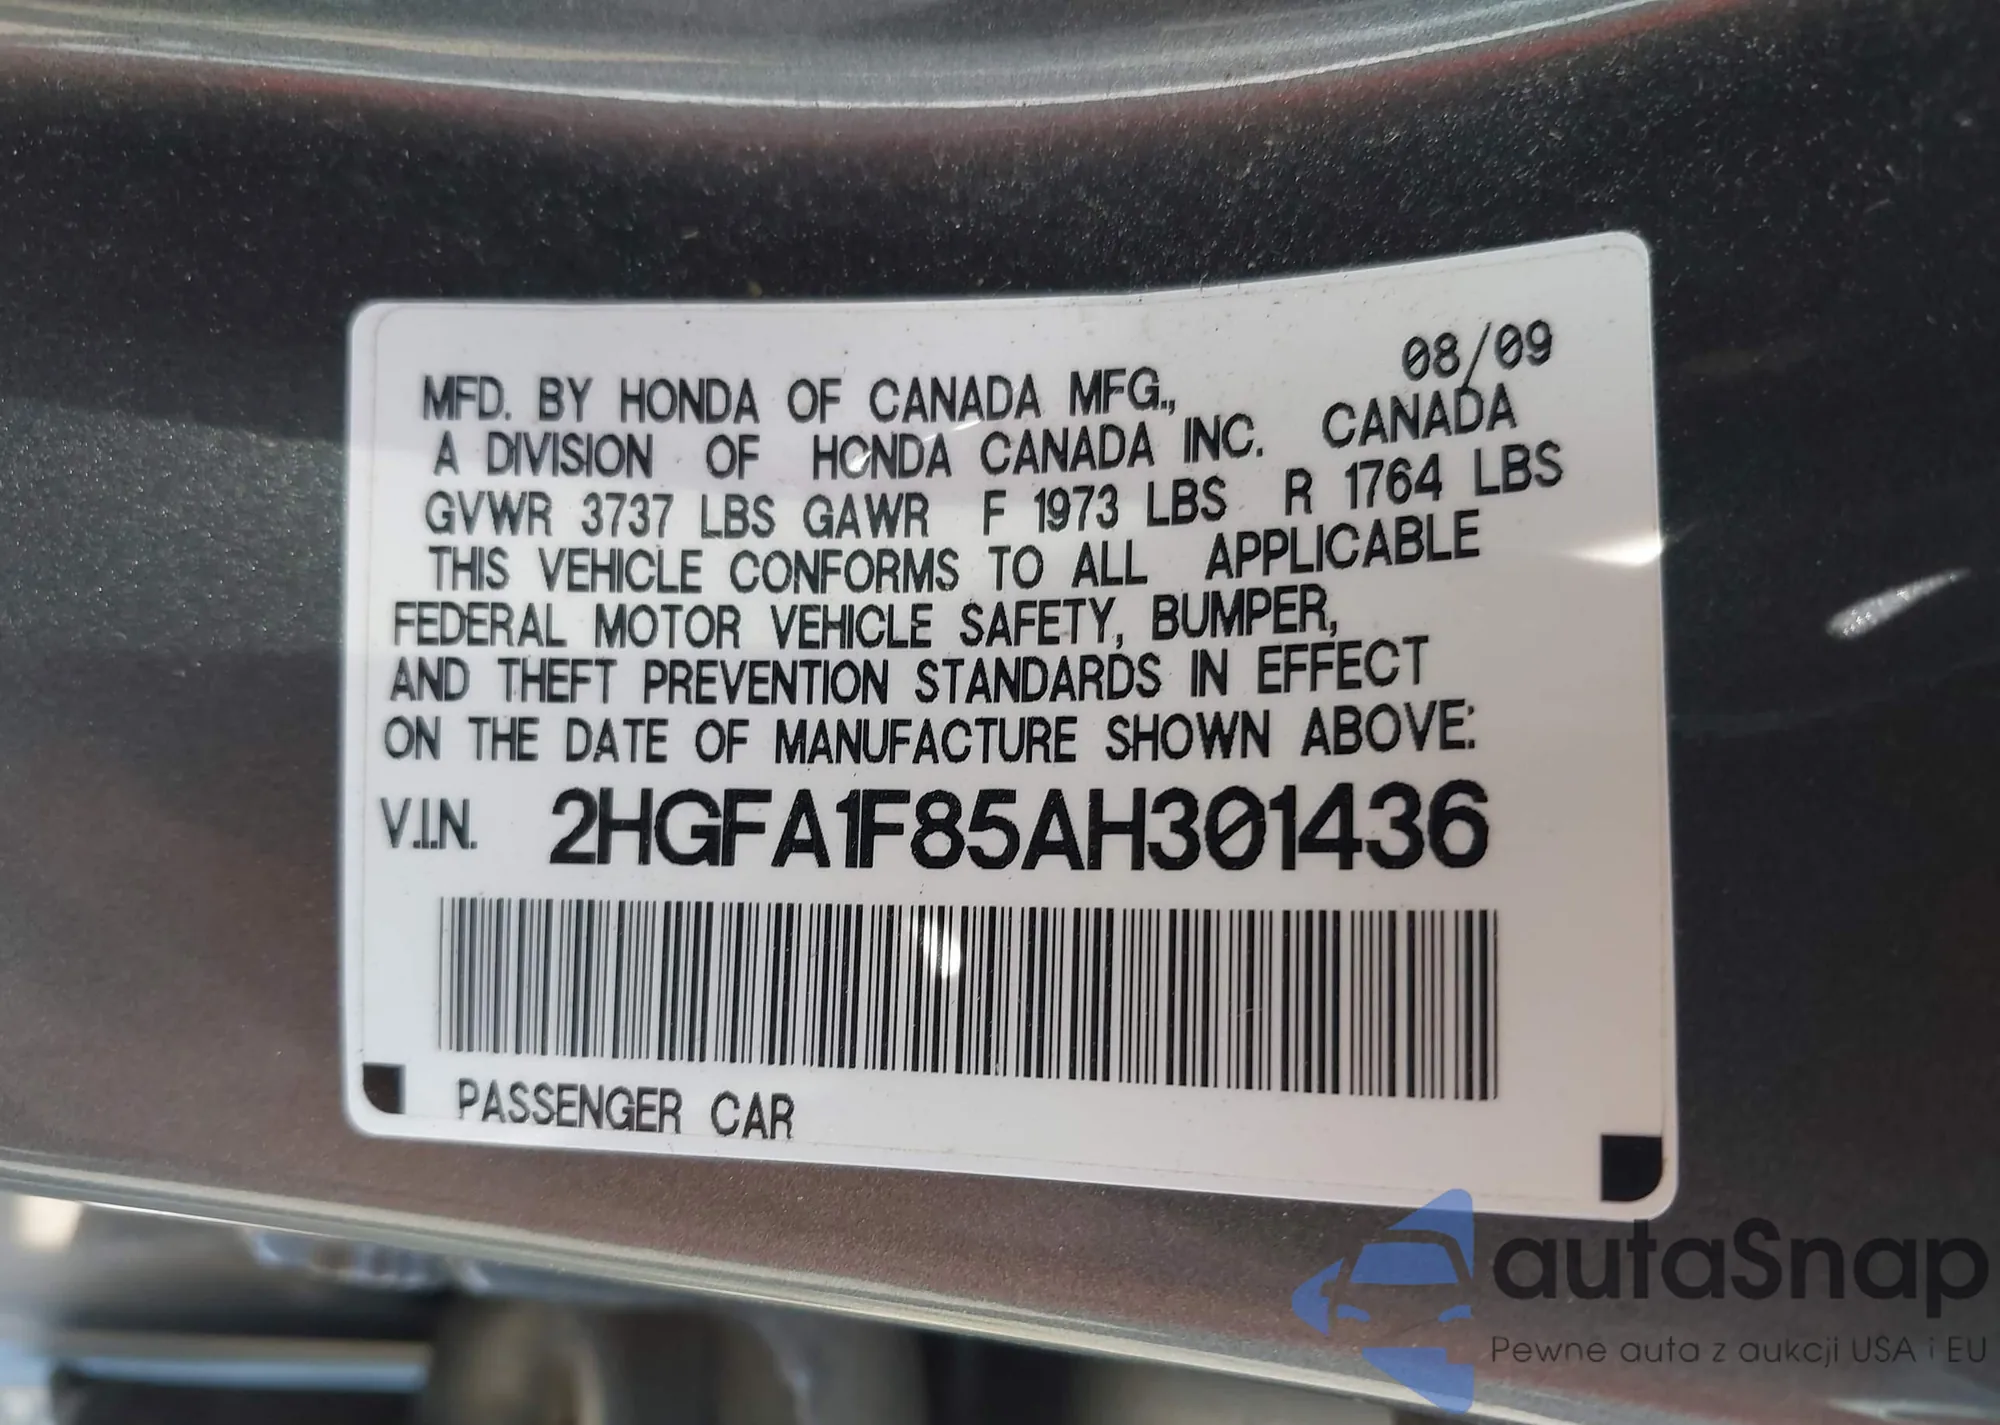 08/09
MFD. BY HONDA OF CANADA MFG.,
A DIVISION OF HONDA CANADA INC. CANADA
GVWR 3737 LBS GAWR F 1973 LBS R 1764 LBS
THIS VEHICLE CONFORMS TO ALL APPLICABLE
FEDERAL MOTOR VEHICLE SAFETY, BUMPER,
AND THEFT PREVENTION STANDARDS IN EFFECT
ON THE DATE OF MANUFACTURE SHOWN ABOVE:
V.I.N. 2HGFA1F85AH301436
PASSENGER CAR
autaSnap
Pewne auta z aukcji USA i EU